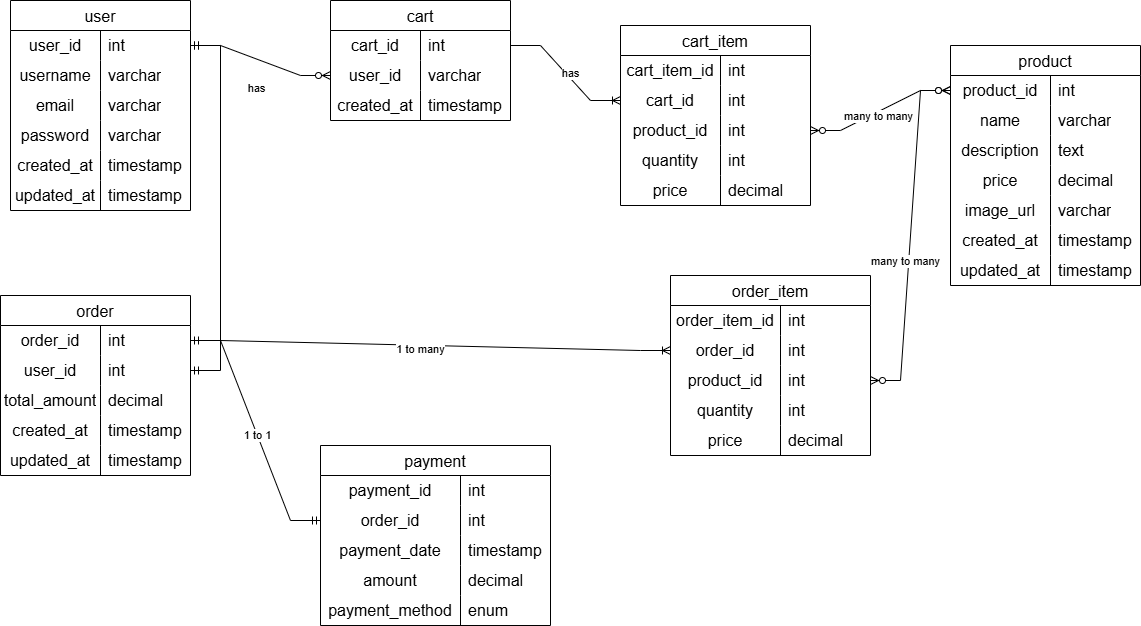 user
user_id int
username varchar
email varchar
password varchar
created_at timestamp
updated_at timestamp
has
cart
cart_id int
user_id varchar
created_at timestamp
has
cart_item
cart_item_id int
cart_id int
product_id int
quantity int
price decimal
many to many
product
product_id int
name varchar
description text
price decimal
image_url varchar
created_at timestamp
updated_at timestamp
many to many
order
order_id int
user_id int
total_amount decimal
created_at timestamp
updated_at timestamp
1 to many
order_item
order_item_id int
order_id int
product_id int
quantity int
price decimal
1 to 1
payment
payment_id int
order_id int
payment_date timestamp
amount decimal
payment_method enum